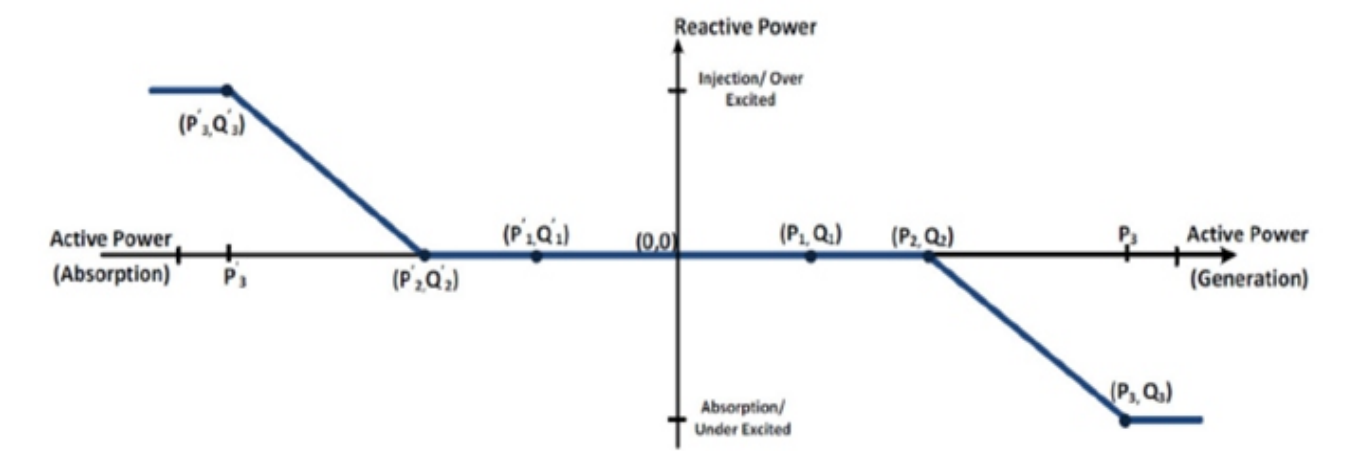 Reactive Power
Injection/ Over
Excited
(P'₃,Q'₃)
Active Power
(Absorption)
P'₃
(P'₂,Q'₂)
(P'₁,Q'₁)
(0,0)
(P₁, Q₁)
(P₂, Q₂)
P₃
Active Power
(Generation)
(P₃, Q₃)
Absorption/
Under Excited